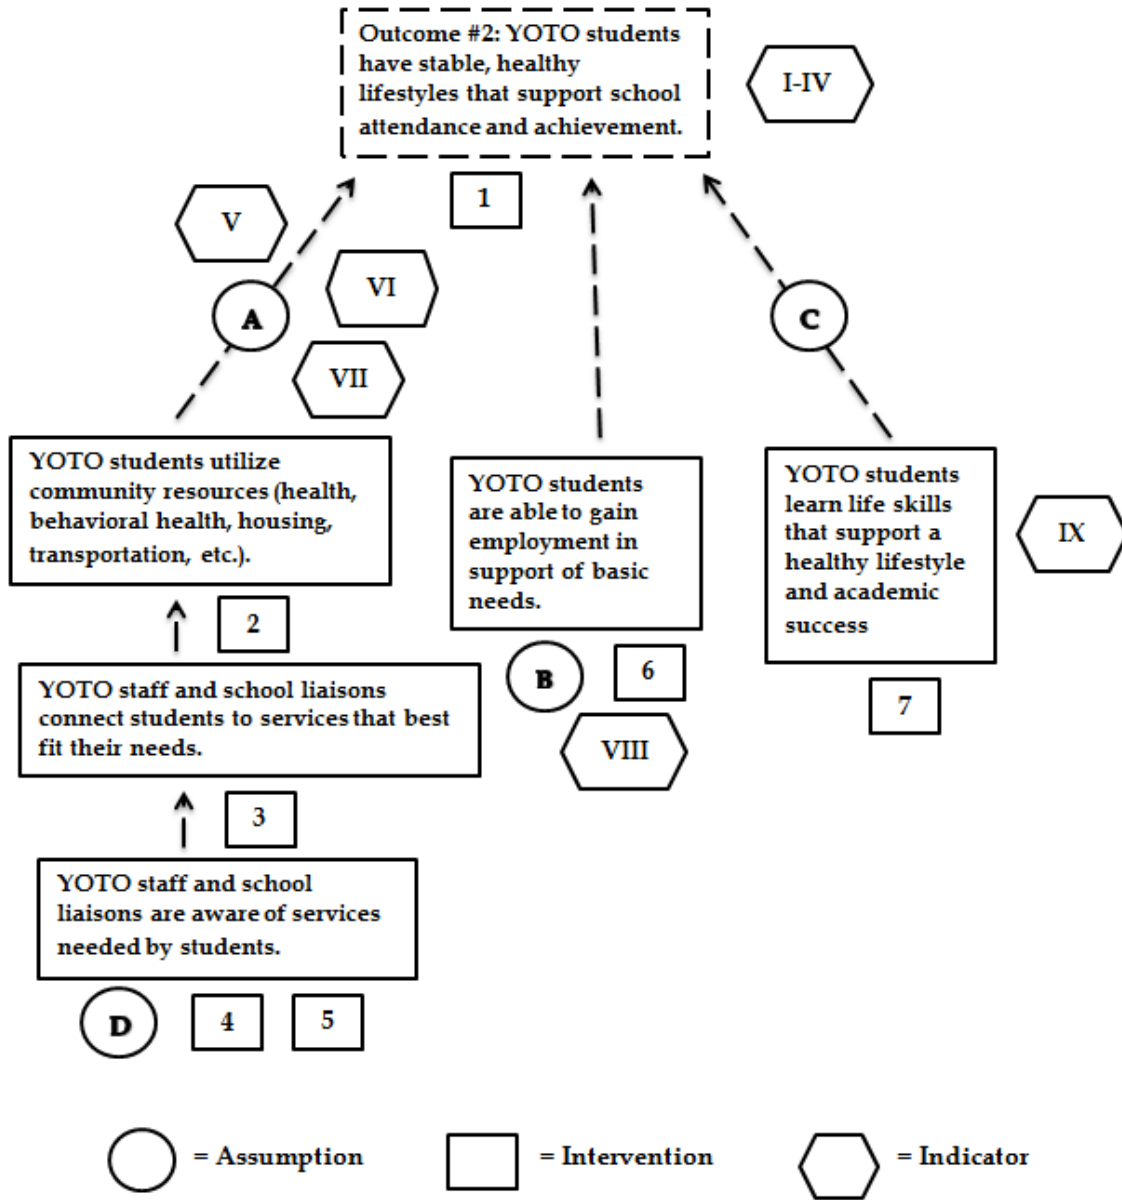 Outcome #2: YOTO students
have stable, healthy
lifestyles that support school
attendance and achievement.
I-IV
1
V
VI
A
C
VII
YOTO students utilize
community resources (health,
behavioral health, housing,
transportation, etc.).
YOTO students
are able to gain
employment in
support of basic
needs.
YOTO students
learn life skills
that support a
healthy lifestyle
and academic
success
IX
2
B
6
7
VIII
YOTO staff and school liaisons
connect students to services that best
fit their needs.
3
YOTO staff and school
liaisons are aware of services
needed by students.
D
4
5
= Assumption
= Intervention
= Indicator